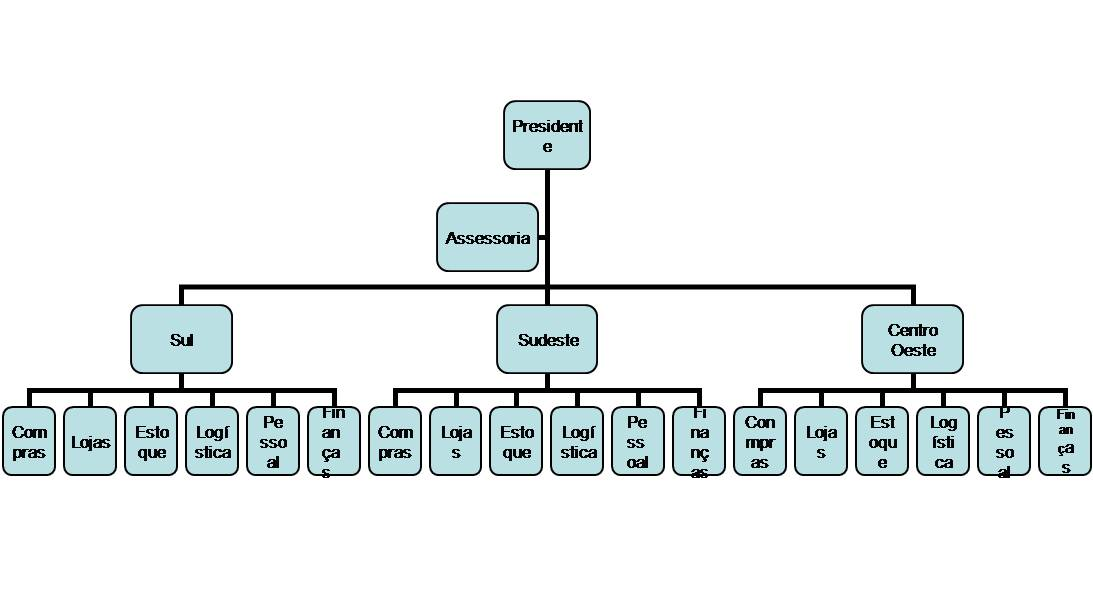 President
e
Assessoria
Sul
Sudeste
Centro
Oeste
Com
pras
Lojas
Esto
que
Logí
stica
Pe
sso
al
Fin
an
ça
s
Com
pras
Loja
s
Esto
que
Logí
stica
Pe
ss
oal
Fi
na
nç
as
Con
mpr
as
Loja
s
Est
oqu
e
Log
ísti
ca
P
es
so
al
Fin
an
ça
s